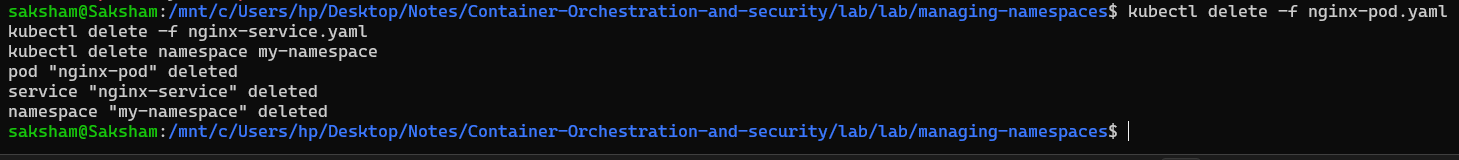 saksham@Saksham:/mnt/c/Users/hp/Desktop/Notes/Container-Orchestration-and-security/lab/lab/managing-namespaces$ kubectl delete -f nginx-pod.yaml
kubectl delete -f nginx-service.yaml
kubectl delete namespace my-namespace
pod "nginx-pod" deleted
service "nginx-service" deleted
namespace "my-namespace" deleted
saksham@Saksham:/mnt/c/Users/hp/Desktop/Notes/Container-Orchestration-and-security/lab/lab/managing-namespaces$